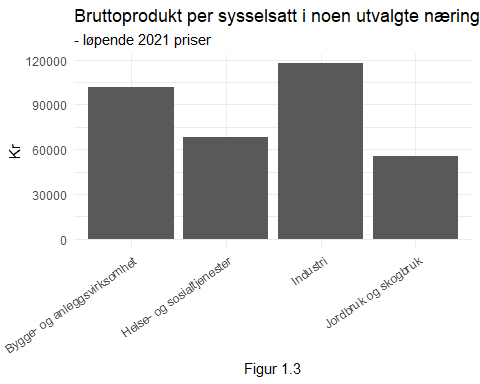 Bruttoprodukt per sysselsatt i noen utvalgte næring
- løpende 2021 priser
120000
90000
60000
30000
0
Kr
Bygge- og anleggsvirksomhet
Helse- og sosialtjenester
Industri
Jordbruk og skogbruk
Figur 1.3